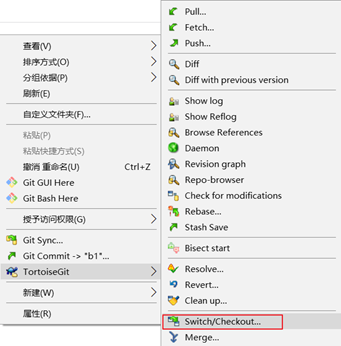 查看(V)
排序方式(O)
分组依据(P)
刷新(E)
自定义文件夹(F)...
粘贴(P)
粘贴快捷方式(S)
撤消 重命名(U) Ctrl+Z
Git GUI Here
Git Bash Here
授予访问权限(G)
Git Sync...
Git Commit -> "b1"...
TortoiseGit
新建(W)
属性(R)
Pull...
Fetch...
Push...
Diff
Diff with previous version
Show log
Show Reflog
Browse References
Daemon
Revision graph
Repo-browser
Check for modifications
Rebase...
Stash Save
Bisect start
Resolve...
Revert...
Clean up...
Switch/Checkout...
Merge...